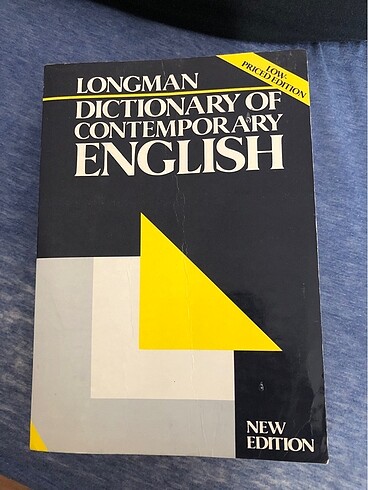 LOW-
PRICED EDITION
LONGMAN
DICTIONARY OF
CONTEMPORARY
ENGLISH
NEW
EDITION